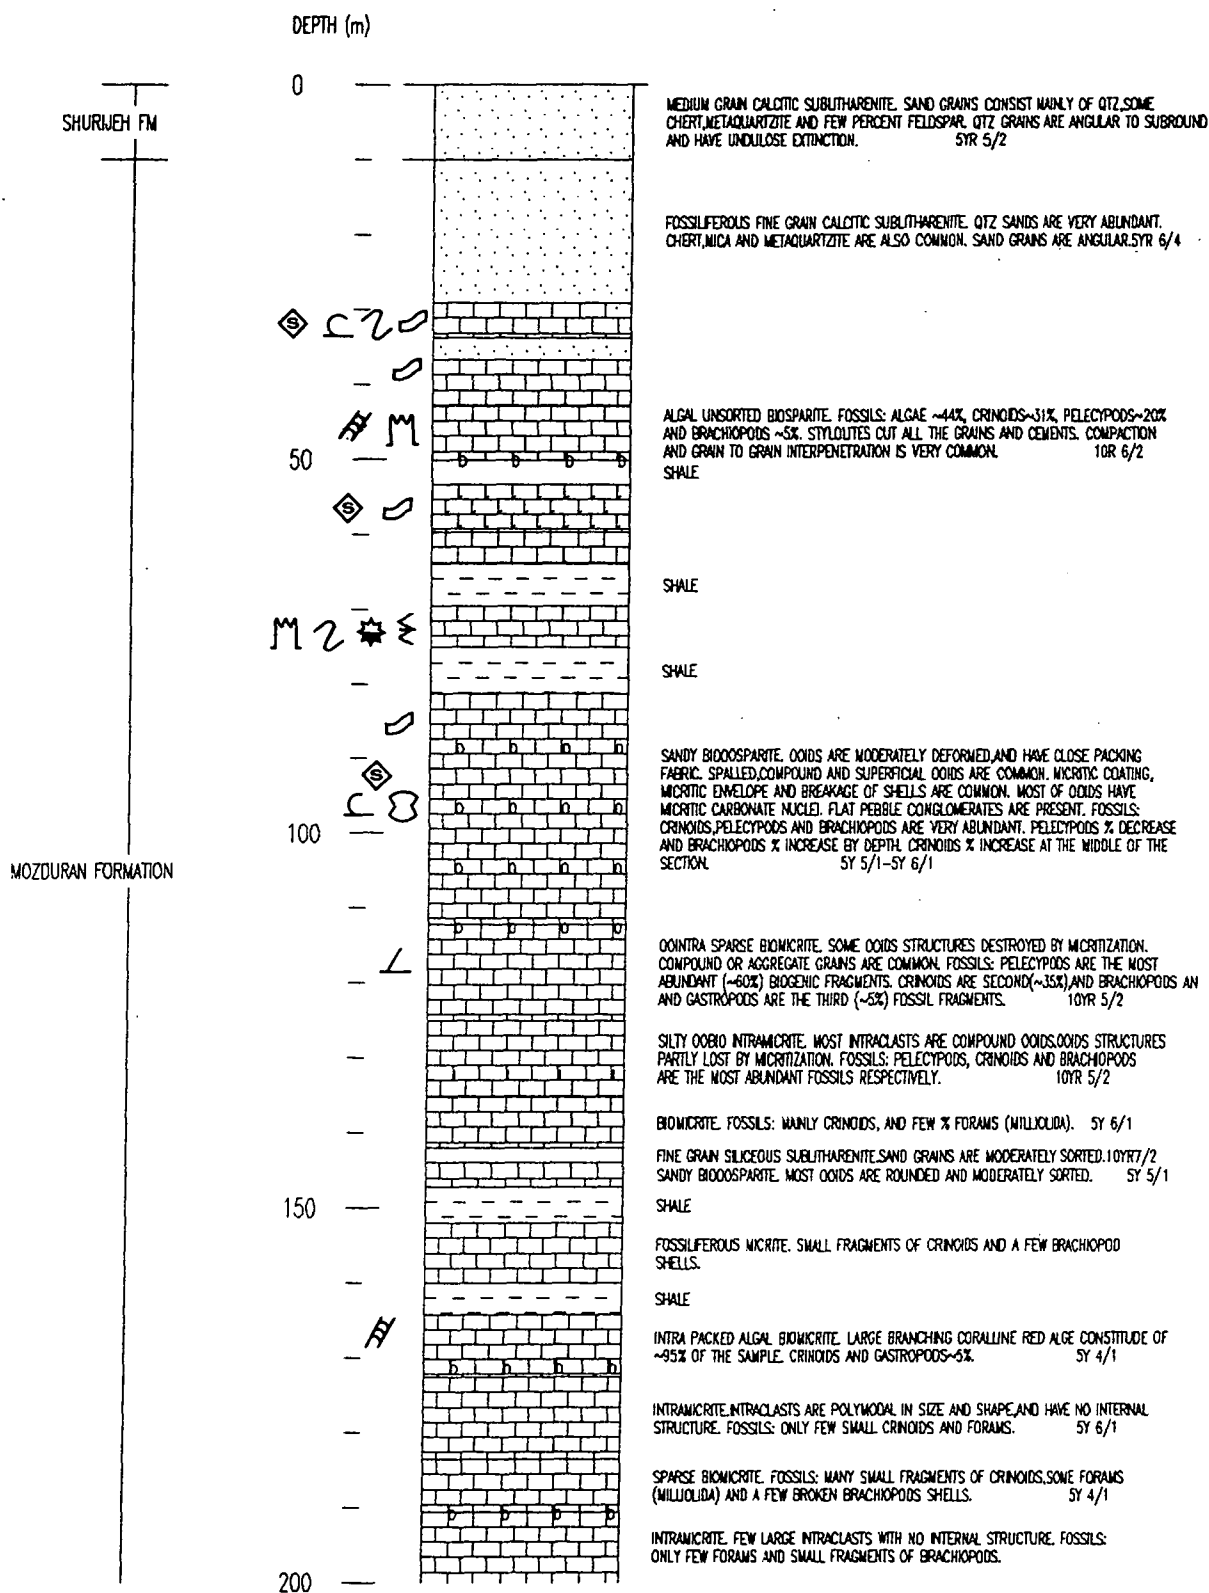 DEPTH (m)
0
SHURIJEH FM
MEDIUM GRAIN CALCITIC SUBLITHARENITE. SAND GRAINS CONSIST MAINLY OF QTZ,SOME
CHERT,METAQUARTZITE AND FEW PERCENT FELDSPAR. QTZ GRAINS ARE ANGULAR TO SUBROUND
AND HAVE UNDULOSE EXTINCTION. 5YR 5/2
FOSSILIFEROUS FINE GRAIN CALCITIC SUBLITHARENITE. QTZ SANDS ARE VERY ABUNDANT.
CHERT,MICA AND METAQUARTZITE ARE ALSO COMMON. SAND GRAINS ARE ANGULAR.5YR 6/4
S
ALGAL UNSORTED BIOSPARITE. FOSSILS: ALGAE ~44%, CRINOIDS~31%, PELECYPODS~20%
AND BRACHIOPODS ~5%. STYLOLITES CUT ALL THE GRAINS AND CEMENTS. COMPACTION
AND GRAIN TO GRAIN INTERPENETRATION IS VERY COMMON. 10R 6/2
50
SHALE
S
SHALE
SHALE
SANDY BIOOOSPARITE. OOIDS ARE MODERATELY DEFORMED,AND HAVE CLOSE PACKING
FABRIC. SPALLED,COMPOUND AND SUPERFICIAL OOIDS ARE COMMON. MICRITIC COATING,
MICRITIC ENVELOPE AND BREAKAGE OF SHELLS ARE COMMON. MOST OF OOIDS HAVE
MICRITIC CARBONATE NUCLEI. FLAT PEBBLE CONGLOMERATES ARE PRESENT. FOSSILS:
CRINOIDS,PELECYPODS AND BRACHIOPODS ARE VERY ABUNDANT. PELECYPODS % DECREASE
AND BRACHIOPODS % INCREASE BY DEPTH. CRINOIDS % INCREASE AT THE MIDDLE OF THE
SECTION. 5Y 5/1-5Y 6/1
S
100
MOZDURAN FORMATION
OOINTRA SPARSE BIOMICRITE. SOME OOIDS STRUCTURES DESTROYED BY MICRITIZATION.
COMPOUND OR AGGREGATE GRAINS ARE COMMON. FOSSILS: PELECYPODS ARE THE MOST
ABUNDANT (~60%) BIOGENIC FRAGMENTS. CRINOIDS ARE SECOND(~35%),AND BRACHIOPODS AN
AND GASTROPODS ARE THE THIRD (~5%) FOSSIL FRAGMENTS. 10YR 5/2
SILTY OOBIO INTRAMICRITE. MOST INTRACLASTS ARE COMPOUND OOIDS.OOIDS STRUCTURES
PARTLY LOST BY MICRITIZATION. FOSSILS: PELECYPODS, CRINOIDS AND BRACHIOPODS
ARE THE MOST ABUNDANT FOSSILS RESPECTIVELY. 10YR 5/2
BIOMICRITE. FOSSILS: MAINLY CRINOIDS, AND FEW % FORAMS (MILLIOLIDA). 5Y 6/1
FINE GRAIN SILICEOUS SUBLITHARENITE.SAND GRAINS ARE MODERATELY SORTED.10YR7/2
SANDY BIOOOSPARITE. MOST OOIDS ARE ROUNDED AND MODERATELY SORTED. 5Y 5/1
150
SHALE
FOSSILIFEROUS MICRITE. SMALL FRAGMENTS OF CRINOIDS AND A FEW BRACHIOPOD
SHELLS.
SHALE
INTRA PACKED ALGAL BIOMICRITE. LARGE BRANCHING CORALLINE RED ALGE CONSTITUDE OF
~95% OF THE SAMPLE. CRINOIDS AND GASTROPODS~5%. 5Y 4/1
INTRAMICRITE.INTRACLASTS ARE POLYMODAL IN SIZE AND SHAPE,AND HAVE NO INTERNAL
STRUCTURE. FOSSILS: ONLY FEW SMALL CRINOIDS AND FORAMS. 5Y 6/1
SPARSE BIOMICRITE. FOSSILS: MANY SMALL FRAGMENTS OF CRINOIDS,SOME FORAMS
(MILLIOLIDA) AND A FEW BROKEN BRACHIOPODS SHELLS. 5Y 4/1
INTRAMICRITE. FEW LARGE INTRACLASTS WITH NO INTERNAL STRUCTURE. FOSSILS:
ONLY FEW FORAMS AND SMALL FRAGMENTS OF BRACHIOPODS.
200